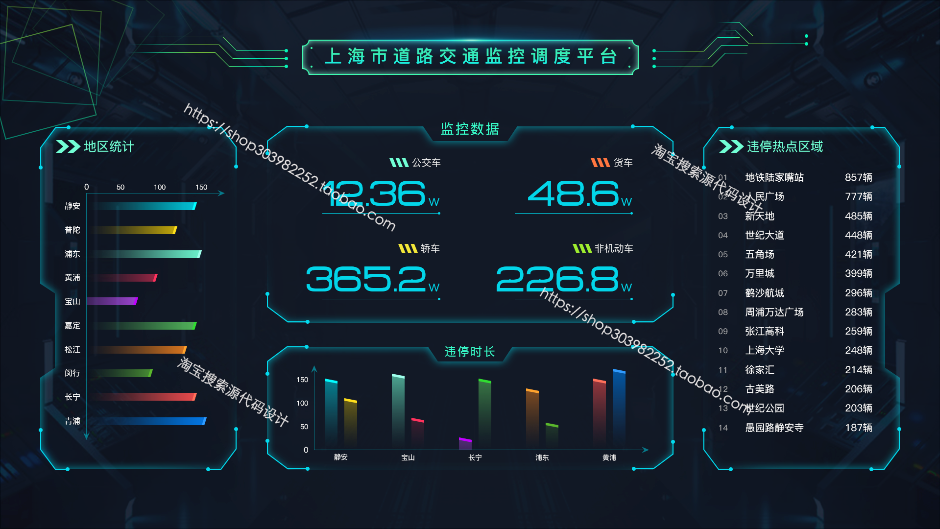 上海市道路交通监控调度平台
地区统计
0 50 100 150
静安
普陀
浦东
黄浦
宝山
嘉定
松江
闵行
长宁
青浦
监控数据
公交车
12.36W
货车
48.6W
轿车
365.2W
非机动车
226.8W
违停时长
150
100
50
0
静安 宝山 长宁 浦东 黄浦
违停热点区域
01 地铁陆家嘴站 857辆
02 人民广场 777辆
03 新天地 485辆
04 世纪大道 448辆
05 五角场 421辆
06 万里城 399辆
07 鹤沙航城 296辆
08 周浦万达广场 283辆
09 张江高科 259辆
10 上海大学 248辆
11 徐家汇 214辆
12 古美路 206辆
13 世纪公园 203辆
14 愚园路静安寺 187辆
https://shop303982252.taobao.com
淘宝搜索源代码设计
https://shop303982252.taobao.com
淘宝搜索源代码设计